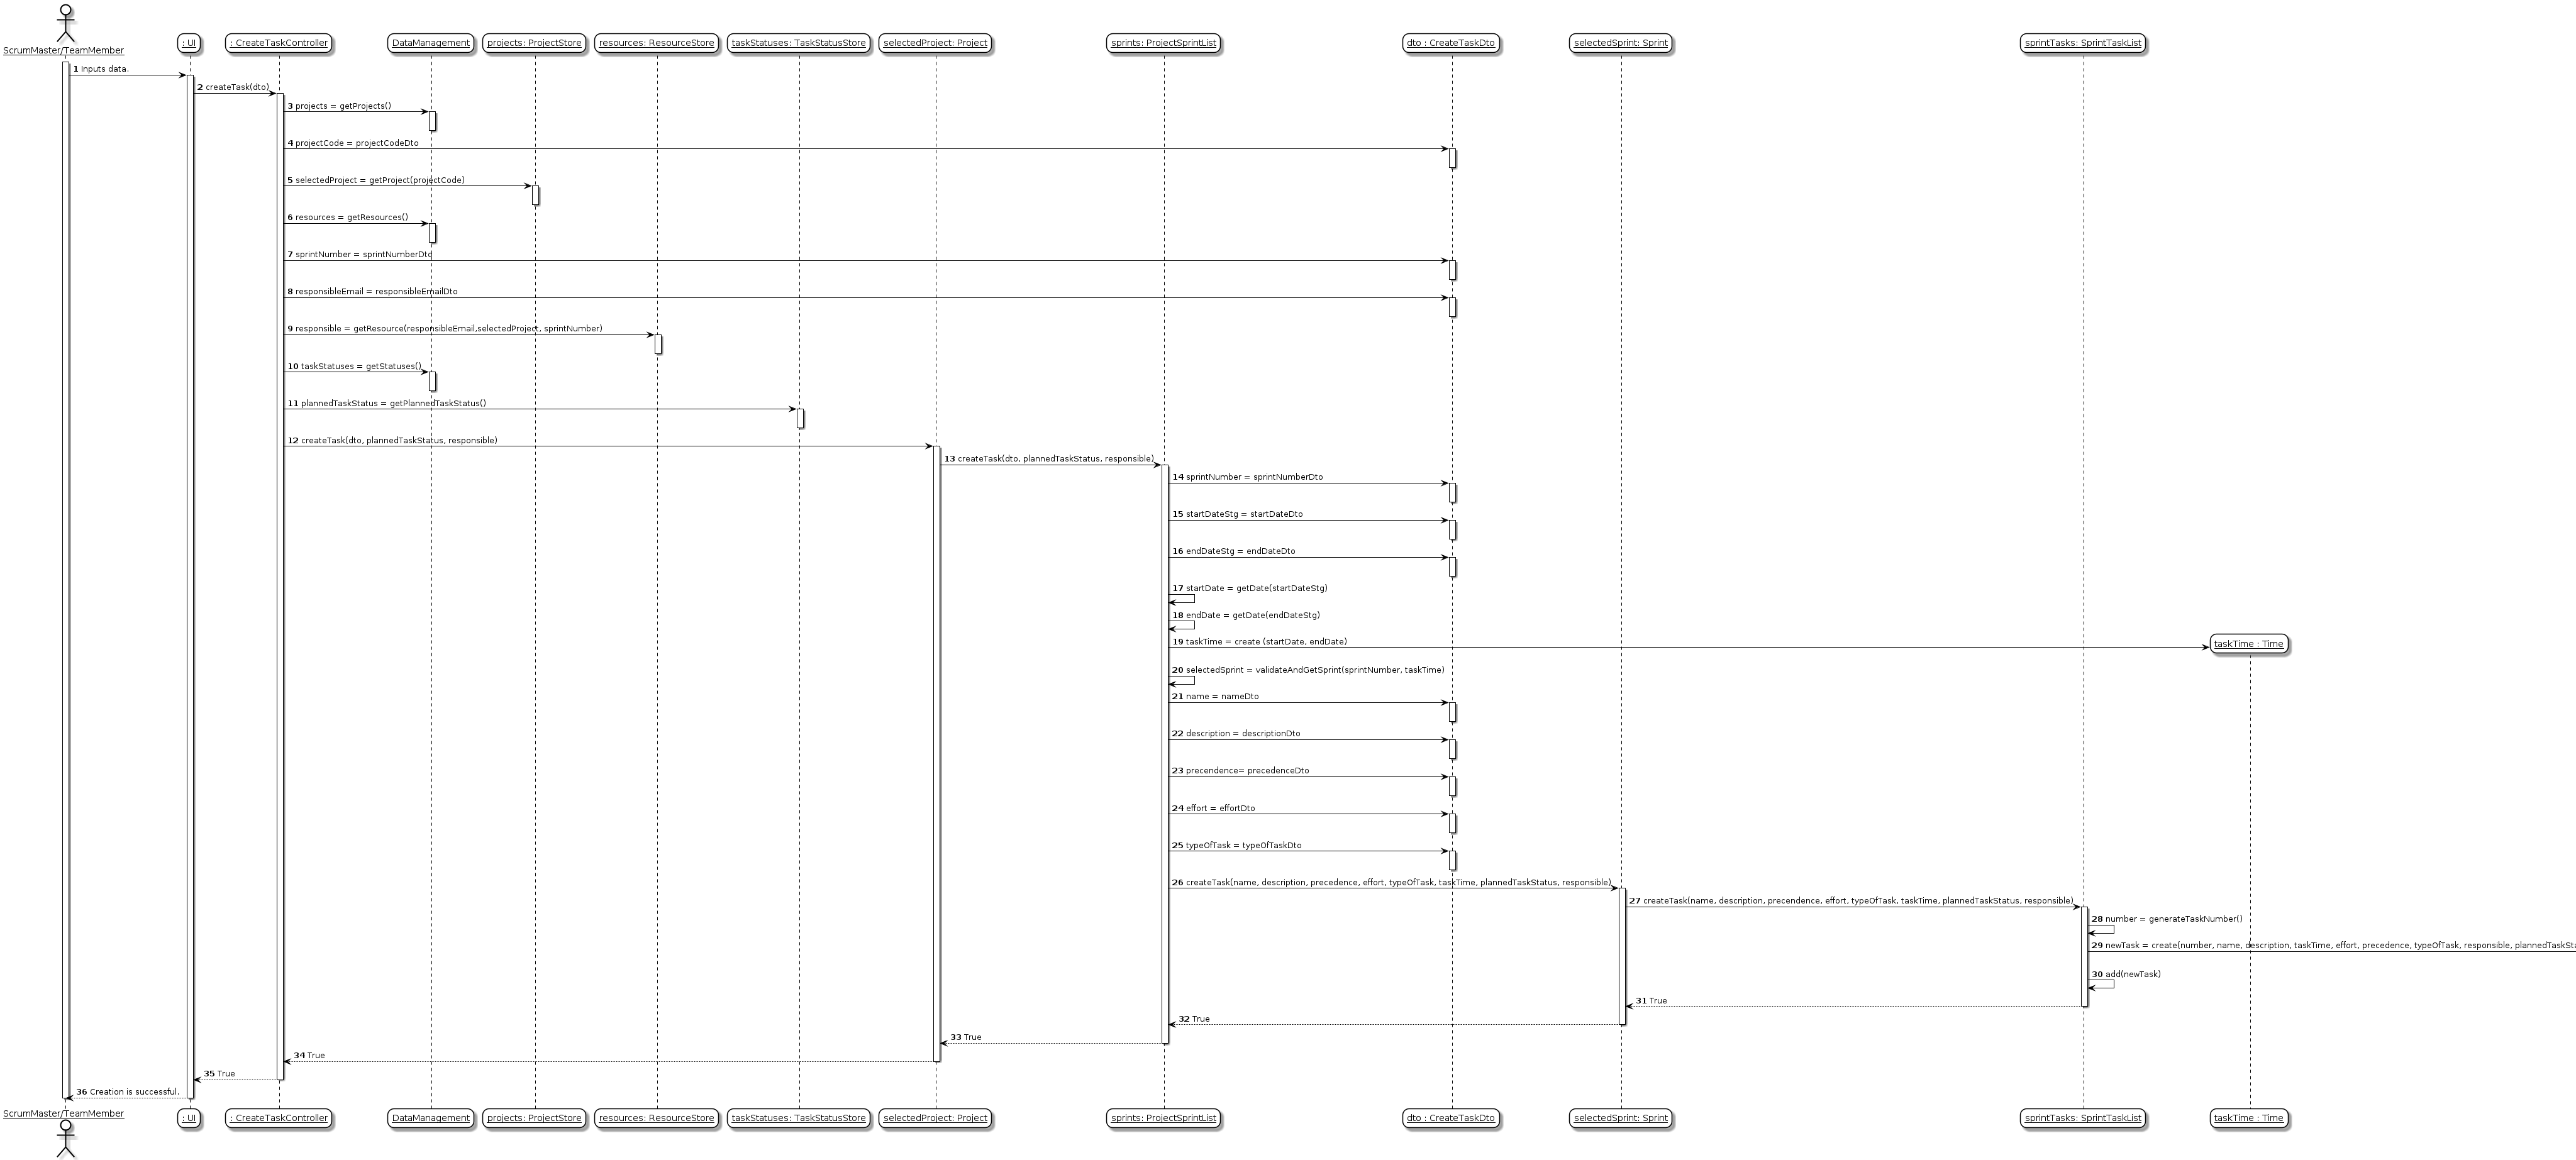 ScrumMaster/TeamMember
: UI
: CreateTaskController
DataManagement
projects: ProjectStore
resources: ResourceStore
taskStatuses: TaskStatusStore
selectedProject: Project
sprints: ProjectSprintList
dto : CreateTaskDto
selectedSprint: Sprint
sprintTasks: SprintTaskList
1 Inputs data.
2 createTask(dto)
3 projects = getProjects()
4 projectCode = projectCodeDto
5 selectedProject = getProject(projectCode)
6 resources = getResources()
7 sprintNumber = sprintNumberDto
8 responsibleEmail = responsibleEmailDto
9 responsible = getResource(responsibleEmail,selectedProject, sprintNumber)
10 taskStatuses = getStatuses()
11 plannedTaskStatus = getPlannedTaskStatus()
12 createTask(dto, plannedTaskStatus, responsible)
13 createTask(dto, plannedTaskStatus, responsible)
14 sprintNumber = sprintNumberDto
15 startDateStg = startDateDto
16 endDateStg = endDateDto
17 startDate = getDate(startDateStg)
18 endDate = getDate(endDateStg)
19 taskTime = create (startDate, endDate)
taskTime : Time
20 selectedSprint = validateAndGetSprint(sprintNumber, taskTime)
21 name = nameDto
22 description = descriptionDto
23 precendence= precedenceDto
24 effort = effortDto
25 typeOfTask = typeOfTaskDto
26 createTask(name, description, precedence, effort, typeOfTask, taskTime, plannedTaskStatus, responsible)
27 createTask(name, description, precendence, effort, typeOfTask, taskTime, plannedTaskStatus, responsible)
28 number = generateTaskNumber()
29 newTask = create(number, name, description, taskTime, effort, precedence, typeOfTask, responsible, plannedTaskSta
30 add(newTask)
31 True
32 True
33 True
34 True
35 True
36 Creation is successful.
ScrumMaster/TeamMember
: UI
: CreateTaskController
DataManagement
projects: ProjectStore
resources: ResourceStore
taskStatuses: TaskStatusStore
selectedProject: Project
sprints: ProjectSprintList
dto : CreateTaskDto
selectedSprint: Sprint
sprintTasks: SprintTaskList
taskTime : Time